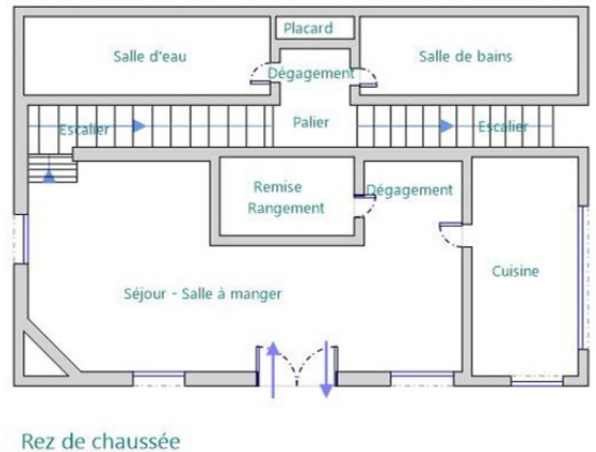 Placard
Salle d'eau
Salle de bains
Dégagement
Escalier
Palier
Escalier
Remise
Rangement
Dégagement
Cuisine
Séjour - Salle à manger
Rez de chaussée